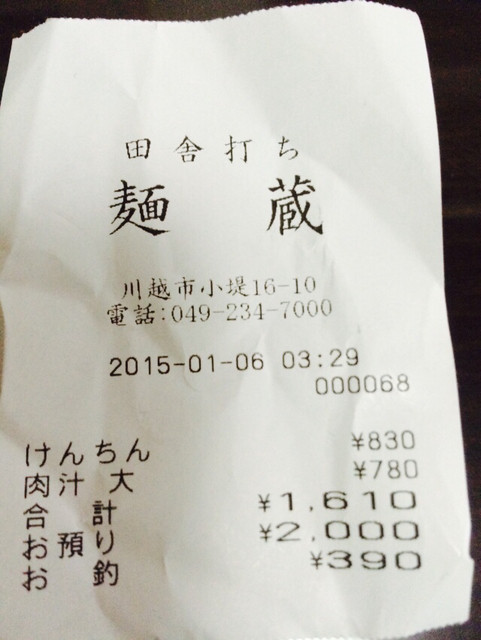 田舎打ち
麺 蔵
川越市小堤16-10
電話:049-234-7000
2015-01-06 03:29
000068
けんちん ¥830
肉汁 大 ¥780
合 計 ¥1,610
お預り ¥2,000
お 釣 ¥390